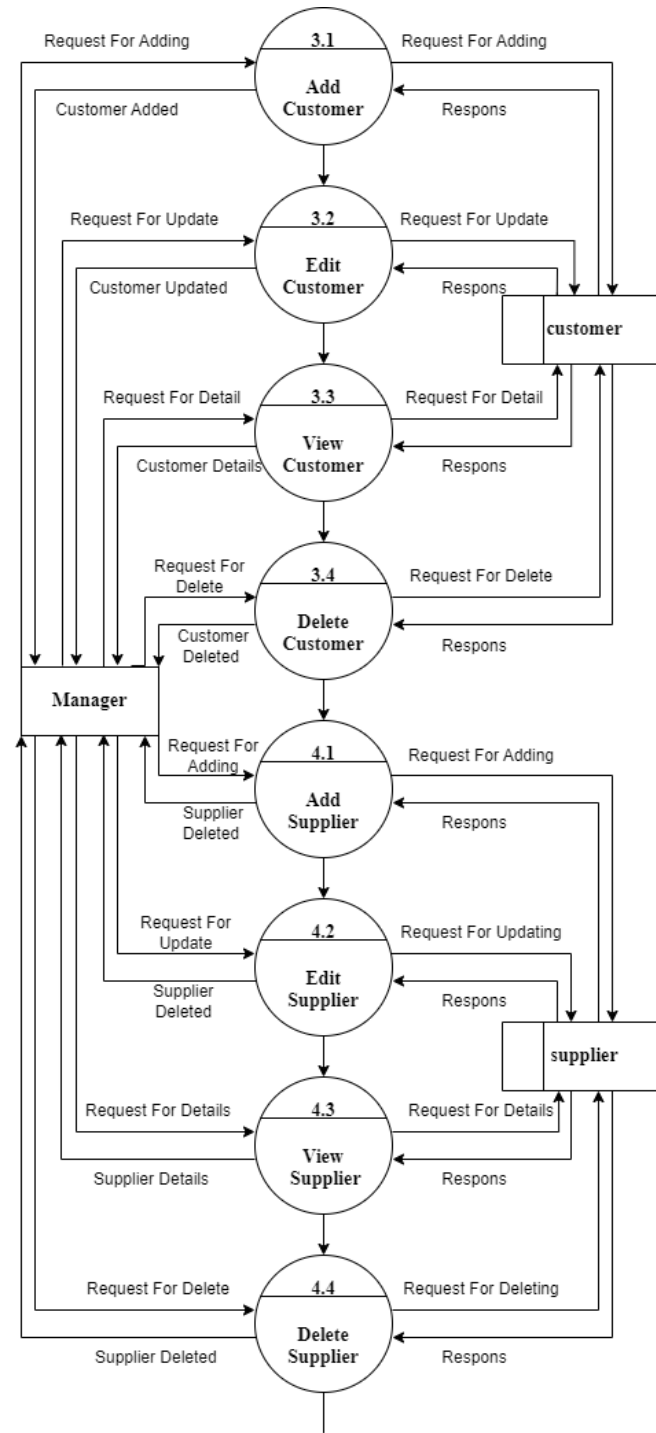 3.1
Request For Adding
Request For Adding
Add
Customer
Customer Added
Respons
3.2
Request For Update
Request For Update
Edit
Customer
Customer Updated
Respons
customer
3.3
Request For Detail
Request For Detail
View
Customer
Customer Details
Respons
3.4
Request For
Delete
Request For Delete
Delete
Customer
Customer
Deleted
Respons
Manager
4.1
Request For
Adding
Request For Adding
Add
Supplier
Supplier
Deleted
Respons
4.2
Request For
Update
Request For Updating
Edit
Supplier
Supplier
Deleted
Respons
supplier
4.3
Request For Details
Request For Details
View
Supplier
Supplier Details
Respons
4.4
Request For Delete
Request For Deleting
Delete
Supplier
Supplier Deleted
Respons